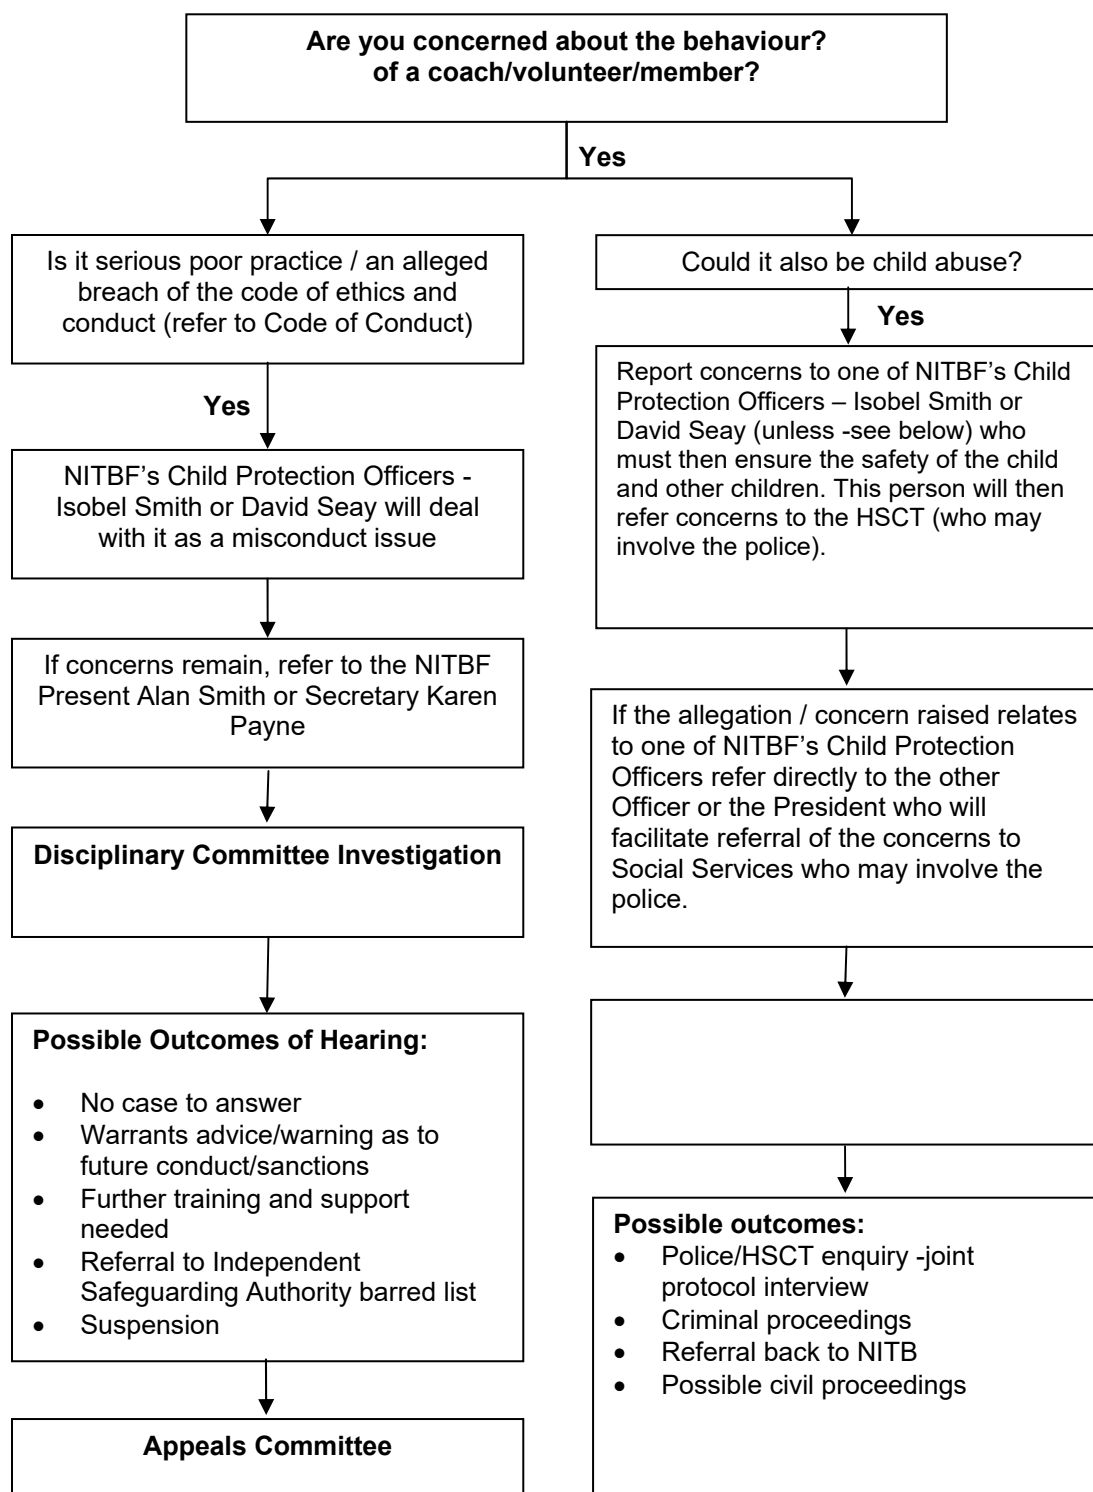 Are you concerned about the behaviour?
of a coach/volunteer/member?
Yes
Is it serious poor practice / an alleged
breach of the code of ethics and
conduct (refer to Code of Conduct)
Yes
NITBF’s Child Protection Officers -
Isobel Smith or David Seay will deal
with it as a misconduct issue
If concerns remain, refer to the NITBF
Present Alan Smith or Secretary Karen
Payne
Disciplinary Committee Investigation
Possible Outcomes of Hearing:
• No case to answer
• Warrants advice/warning as to
future conduct/sanctions
• Further training and support
needed
• Referral to Independent
Safeguarding Authority barred list
• Suspension
Appeals Committee
Could it also be child abuse?
Yes
Report concerns to one of NITBF’s Child
Protection Officers – Isobel Smith or
David Seay (unless -see below) who
must then ensure the safety of the child
and other children. This person will then
refer concerns to the HSCT (who may
involve the police).
If the allegation / concern raised relates
to one of NITBF’s Child Protection
Officers refer directly to the other
Officer or the President who will
facilitate referral of the concerns to
Social Services who may involve the
police.
Possible outcomes:
• Police/HSCT enquiry -joint
protocol interview
• Criminal proceedings
• Referral back to NITB
• Possible civil proceedings